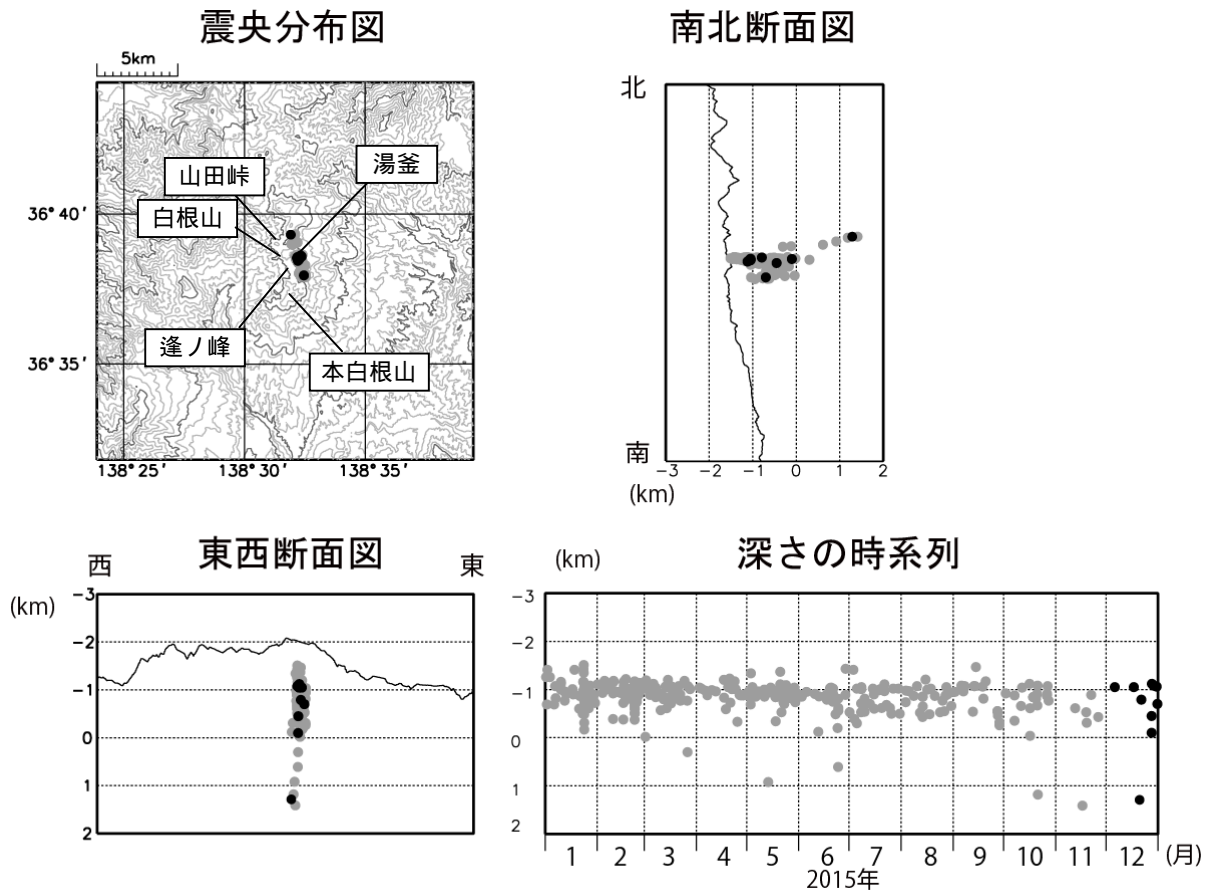 震央分布図
5km
山田峠
湯釜
36°40′
白根山
逢ノ峰
36°35′
本白根山
138°25′
138°30′
138°35′
南北断面図
北
南
-3
-2
-1
0
1
2
(km)
東西断面図
西
東
(km)
-3
-2
-1
0
1
2
深さの時系列
(km)
-3
-2
-1
0
1
2
1
2
3
4
5
6
7
8
9
10
11
12
(月)
2015年